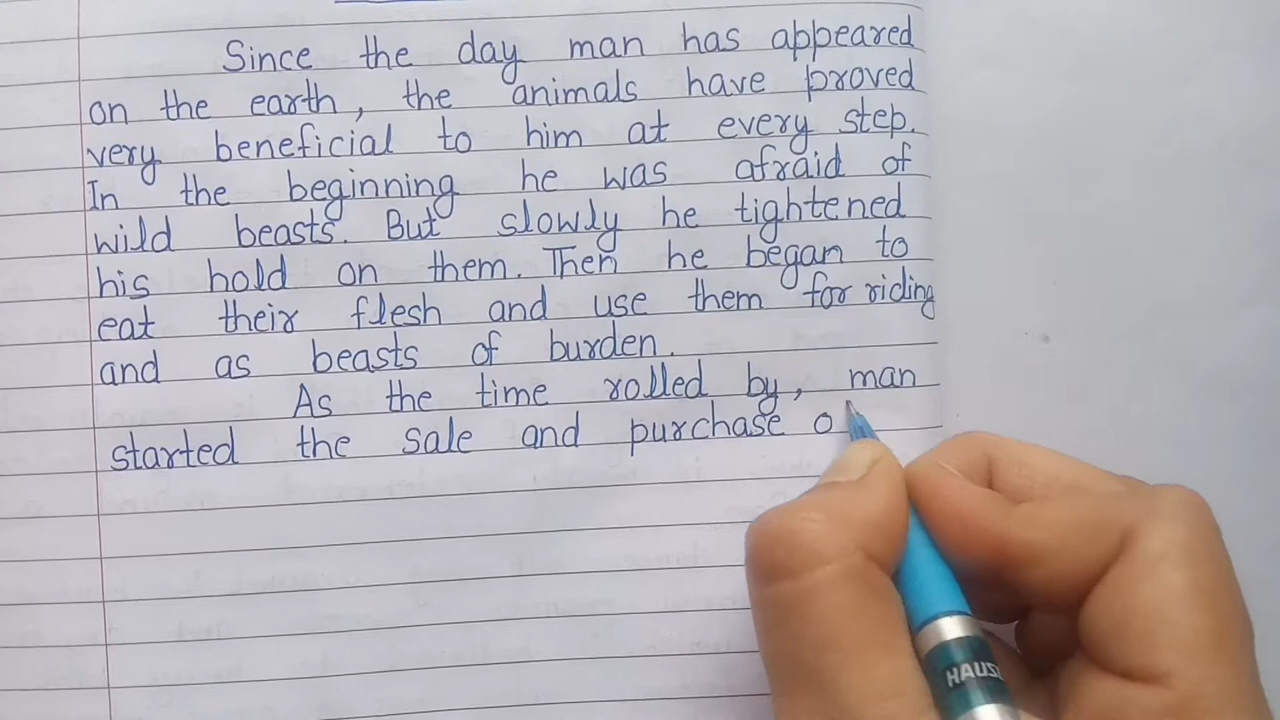 Since the day man has appeared
on the earth, the animals have proved
very beneficial to him at every step.
In the beginning he was afraid of
wild beasts. But slowly he tightened
his hold on them. Then he began to
eat their flesh and use them for riding
and as beasts of burden.
As the time rolled by, man
started the sale and purchase o
HAUS